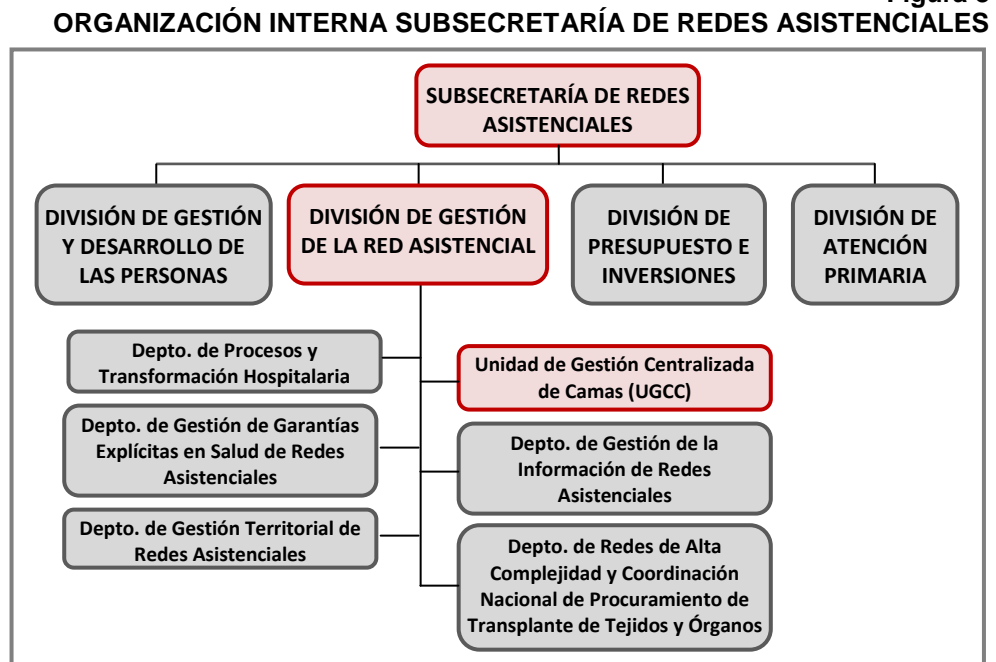 ORGANIZACIÓN INTERNA SUBSECRETARÍA DE REDES ASISTENCIALES
SUBSECRETARÍA DE REDES
ASISTENCIALES
DIVISIÓN DE GESTIÓN
Y DESARROLLO DE
LAS PERSONAS
DIVISIÓN DE GESTIÓN
DE LA RED ASISTENCIAL
DIVISIÓN DE
PRESUPUESTO E
INVERSIONES
DIVISIÓN DE
ATENCIÓN
PRIMARIA
Depto. de Procesos y
Transformación Hospitalaria
Unidad de Gestión Centralizada
de Camas (UGCC)
Depto. de Gestión de Garantías
Explícitas en Salud de Redes
Asistenciales
Depto. de Gestión de la
Información de Redes
Asistenciales
Depto. de Gestión Territorial de
Redes Asistenciales
Depto. de Redes de Alta
Complejidad y Coordinación
Nacional de Procuramiento de
Transplante de Tejidos y Órganos